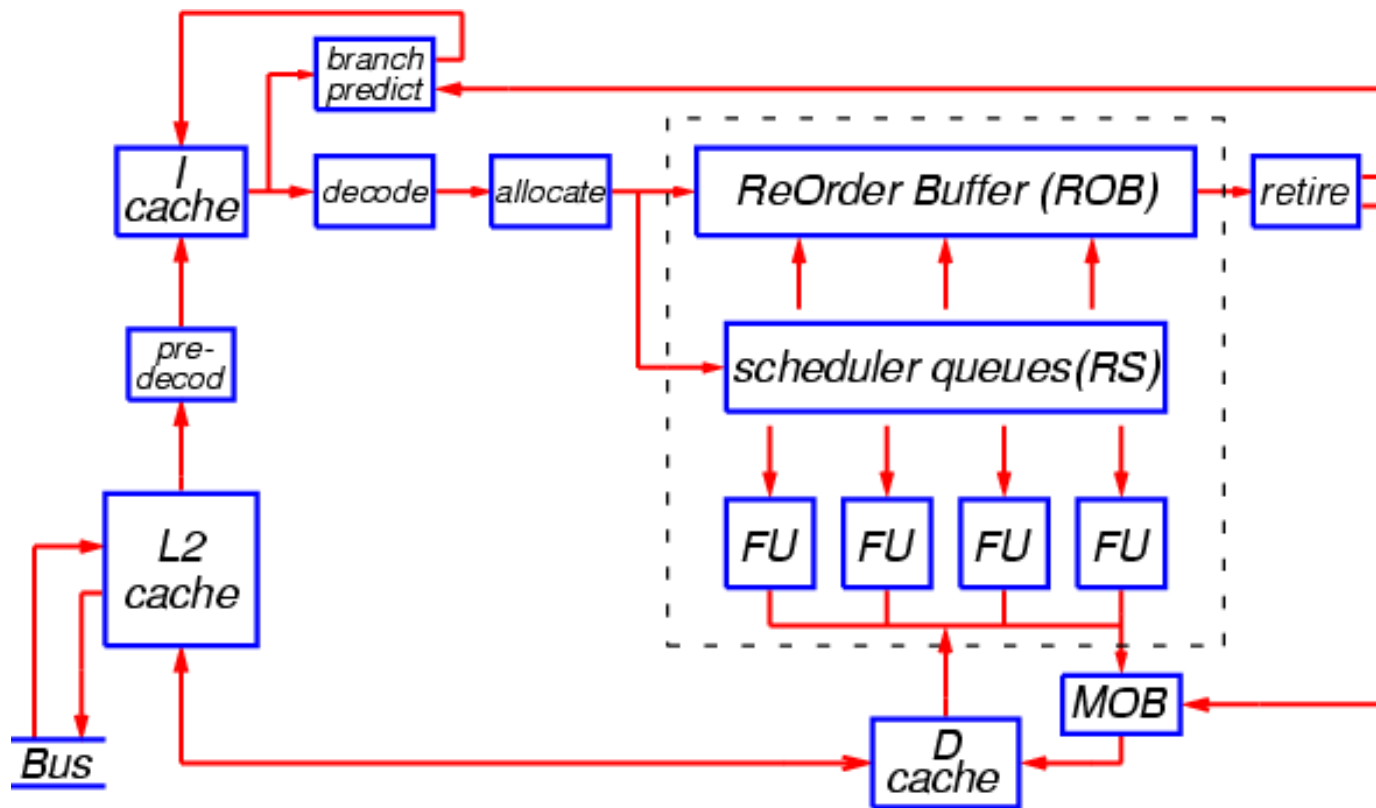 branch
predict
I
cache
decode
allocate
ReOrder Buffer (ROB)
retire
pre-
decod
scheduler queues(RS)
L2
cache
FU
FU
FU
FU
MOB
D
cache
Bus